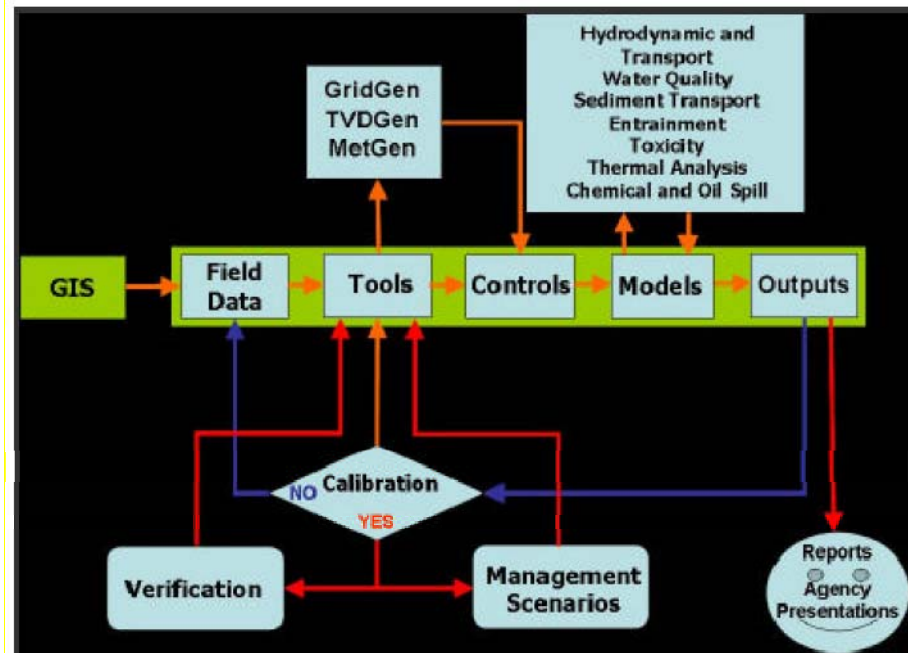 Hydrodynamic and
Transport
Water Quality
Sediment Transport
Entrainment
Toxicity
Thermal Analysis
Chemical and Oil Spill
GridGen
TVDGen
MetGen
GIS
Field
Data
Tools
Controls
Models
Outputs
NO
Calibration
YES
Verification
Management
Scenarios
Reports
Agency
Presentations